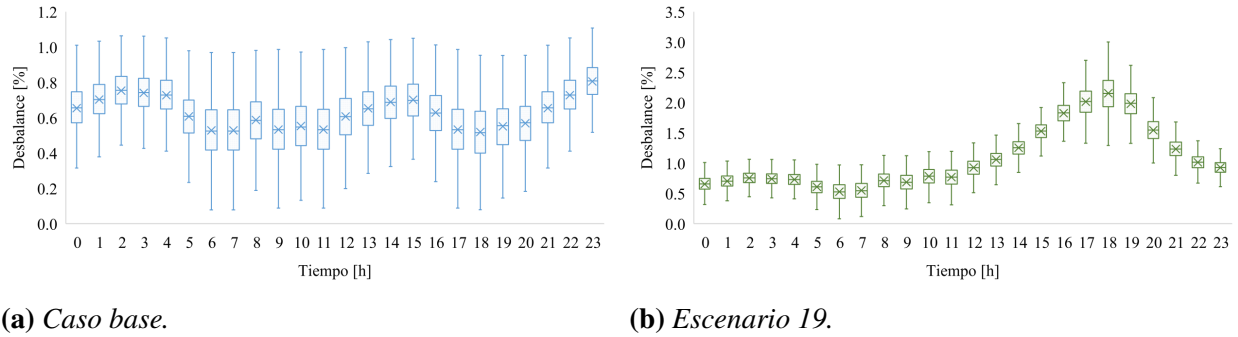 1.2
1.0
0.8
0.6
0.4
0.2
0.0
Desbalance [%]
0 1 2 3 4 5 6 7 8 9 10 11 12 13 14 15 16 17 18 19 20 21 22 23
Tiempo [h]
(a) Caso base.
3.5
3.0
2.5
2.0
1.5
1.0
0.5
0.0
Desbalance [%]
0 1 2 3 4 5 6 7 8 9 10 11 12 13 14 15 16 17 18 19 20 21 22 23
Tiempo [h]
(b) Escenario 19.